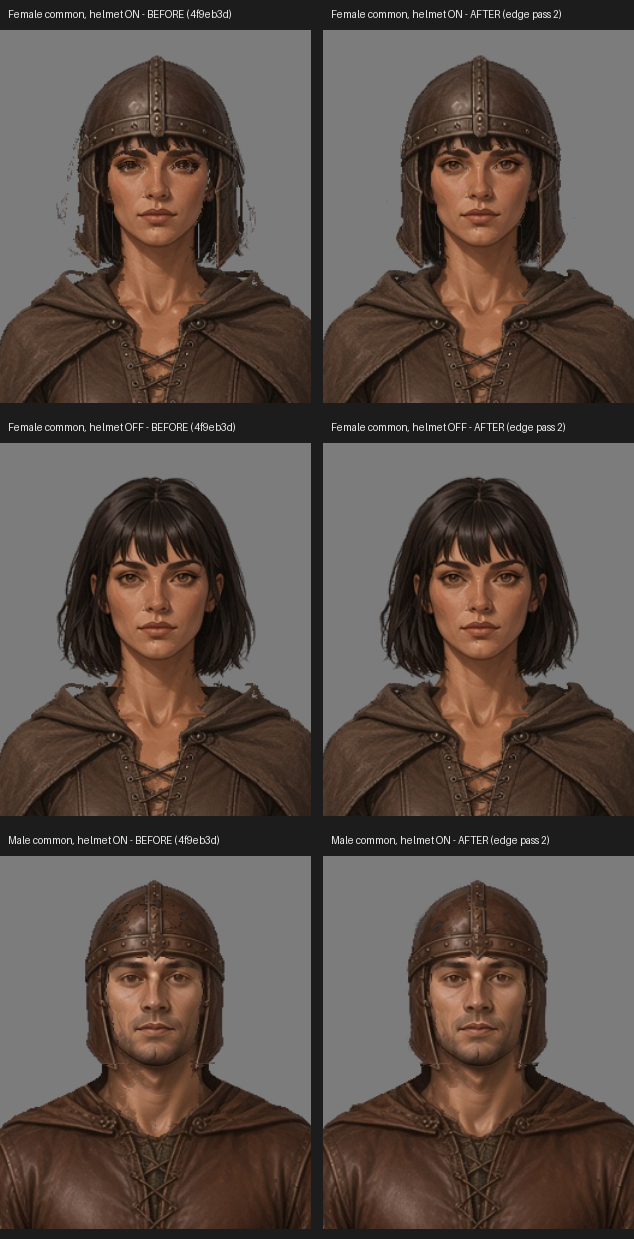 Female common, helmet ON - BEFORE (4f9eb3d)
Female common, helmet ON - AFTER (edge pass 2)
Female common, helmet OFF - BEFORE (4f9eb3d)
Female common, helmet OFF - AFTER (edge pass 2)
Male common, helmet ON - BEFORE (4f9eb3d)
Male common, helmet ON - AFTER (edge pass 2)